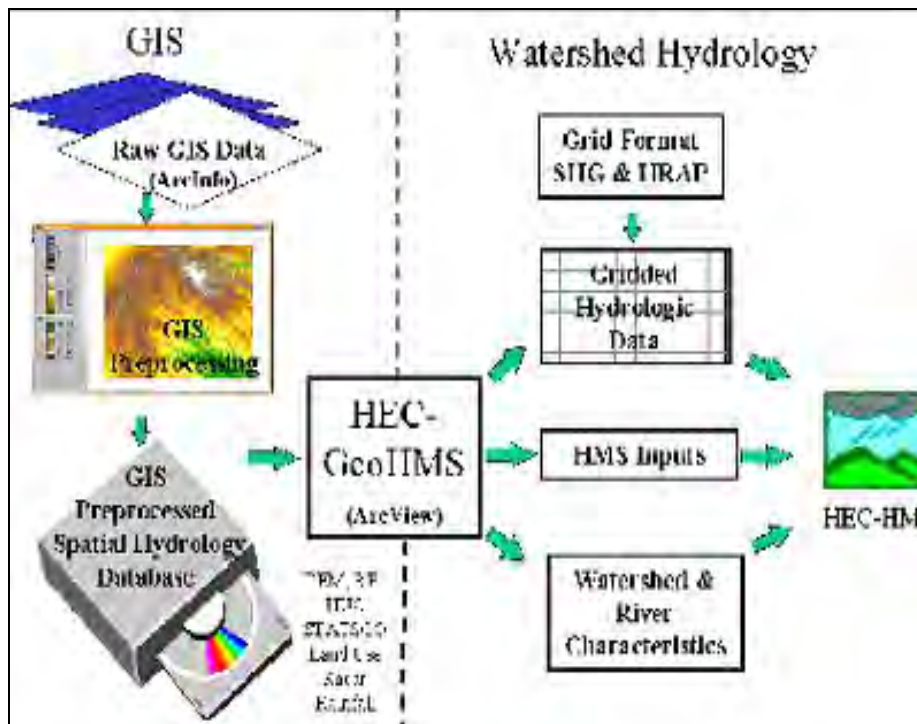 GIS
Watershed Hydrology
Raw GIS Data
(ArcInfo)
Grid Format
SHG & HRAP
GIS
Preprocessing
Gridded
Hydrologic
Data
HEC-
GeoHMS
(ArcView)
HMS Inputs
HEC-HM
GIS
Preprocessed
Spatial Hydrology
Database
Watershed &
River
Characteristics
Land Use
Rainfall